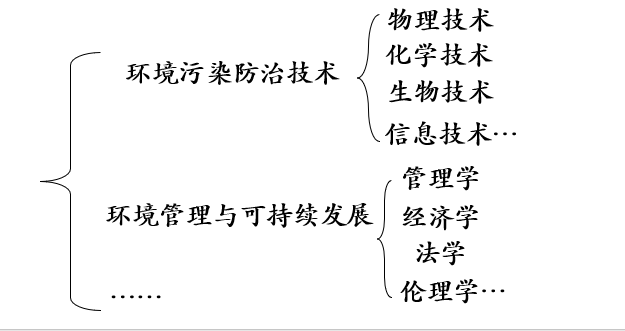 环境污染防治技术
物理技术
化学技术
生物技术
信息技术…
环境管理与可持续发展
管理学
经济学
法学
伦理学…
……